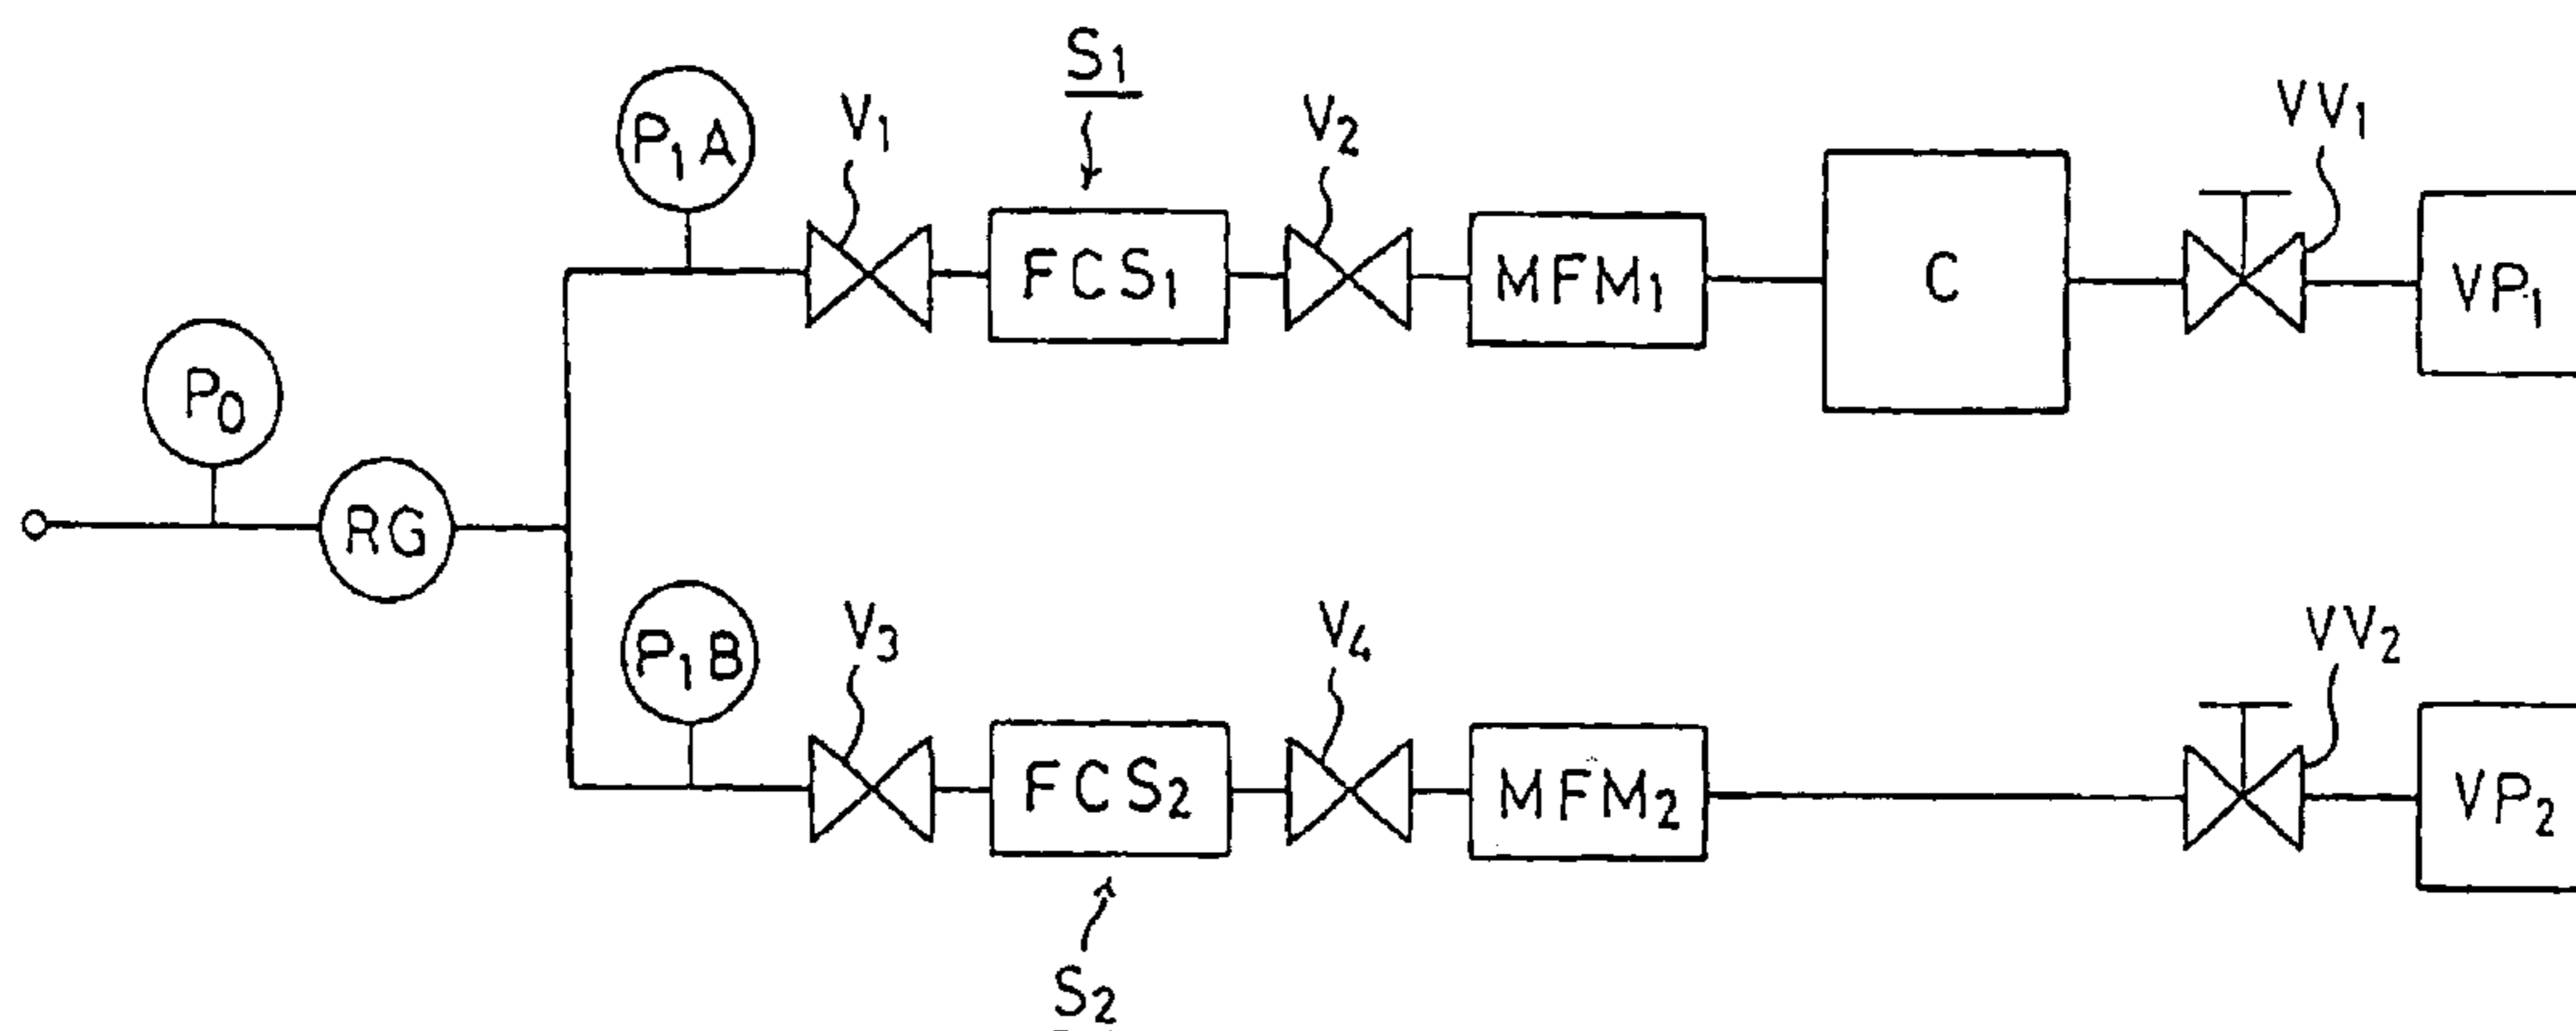 S₁
P₁A
V₁
V₂
VV₁
FCS₁
MFM₁
C
VP₁
P₀
RG
P₁B
V₃
V₄
VV₂
FCS₂
MFM₂
VP₂
S₂